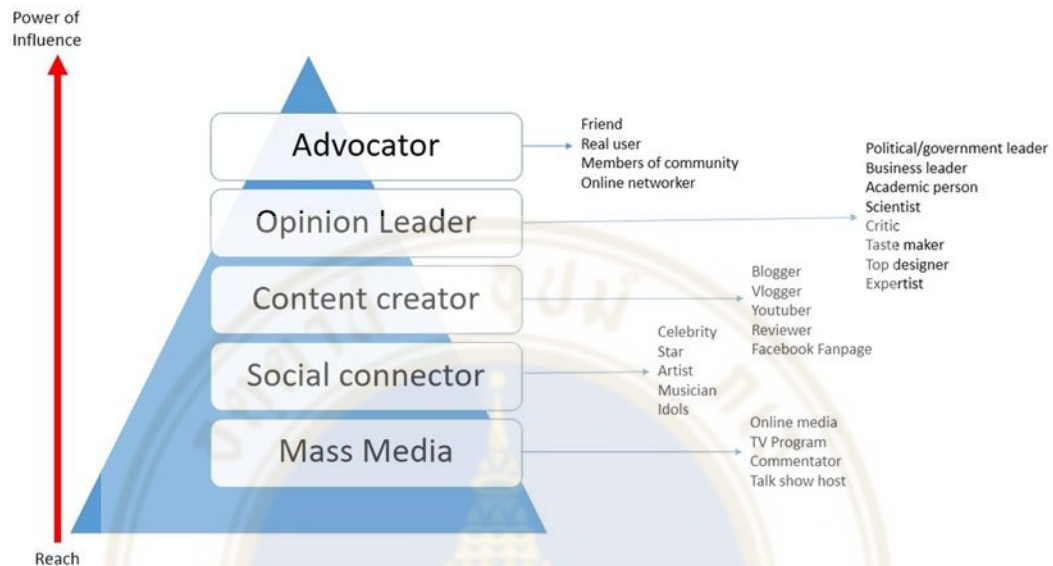 Power of
Influence
Advocator
Friend
Real user
Members of community
Online networker
Opinion Leader
Political/government leader
Business leader
Academic person
Scientist
Critic
Taste maker
Top designer
Expertist
Content creator
Blogger
Vlogger
Youtuber
Reviewer
Facebook Fanpage
Social connector
Celebrity
Star
Artist
Musician
Idols
Mass Media
Online media
TV Program
Commentator
Talk show host
Reach